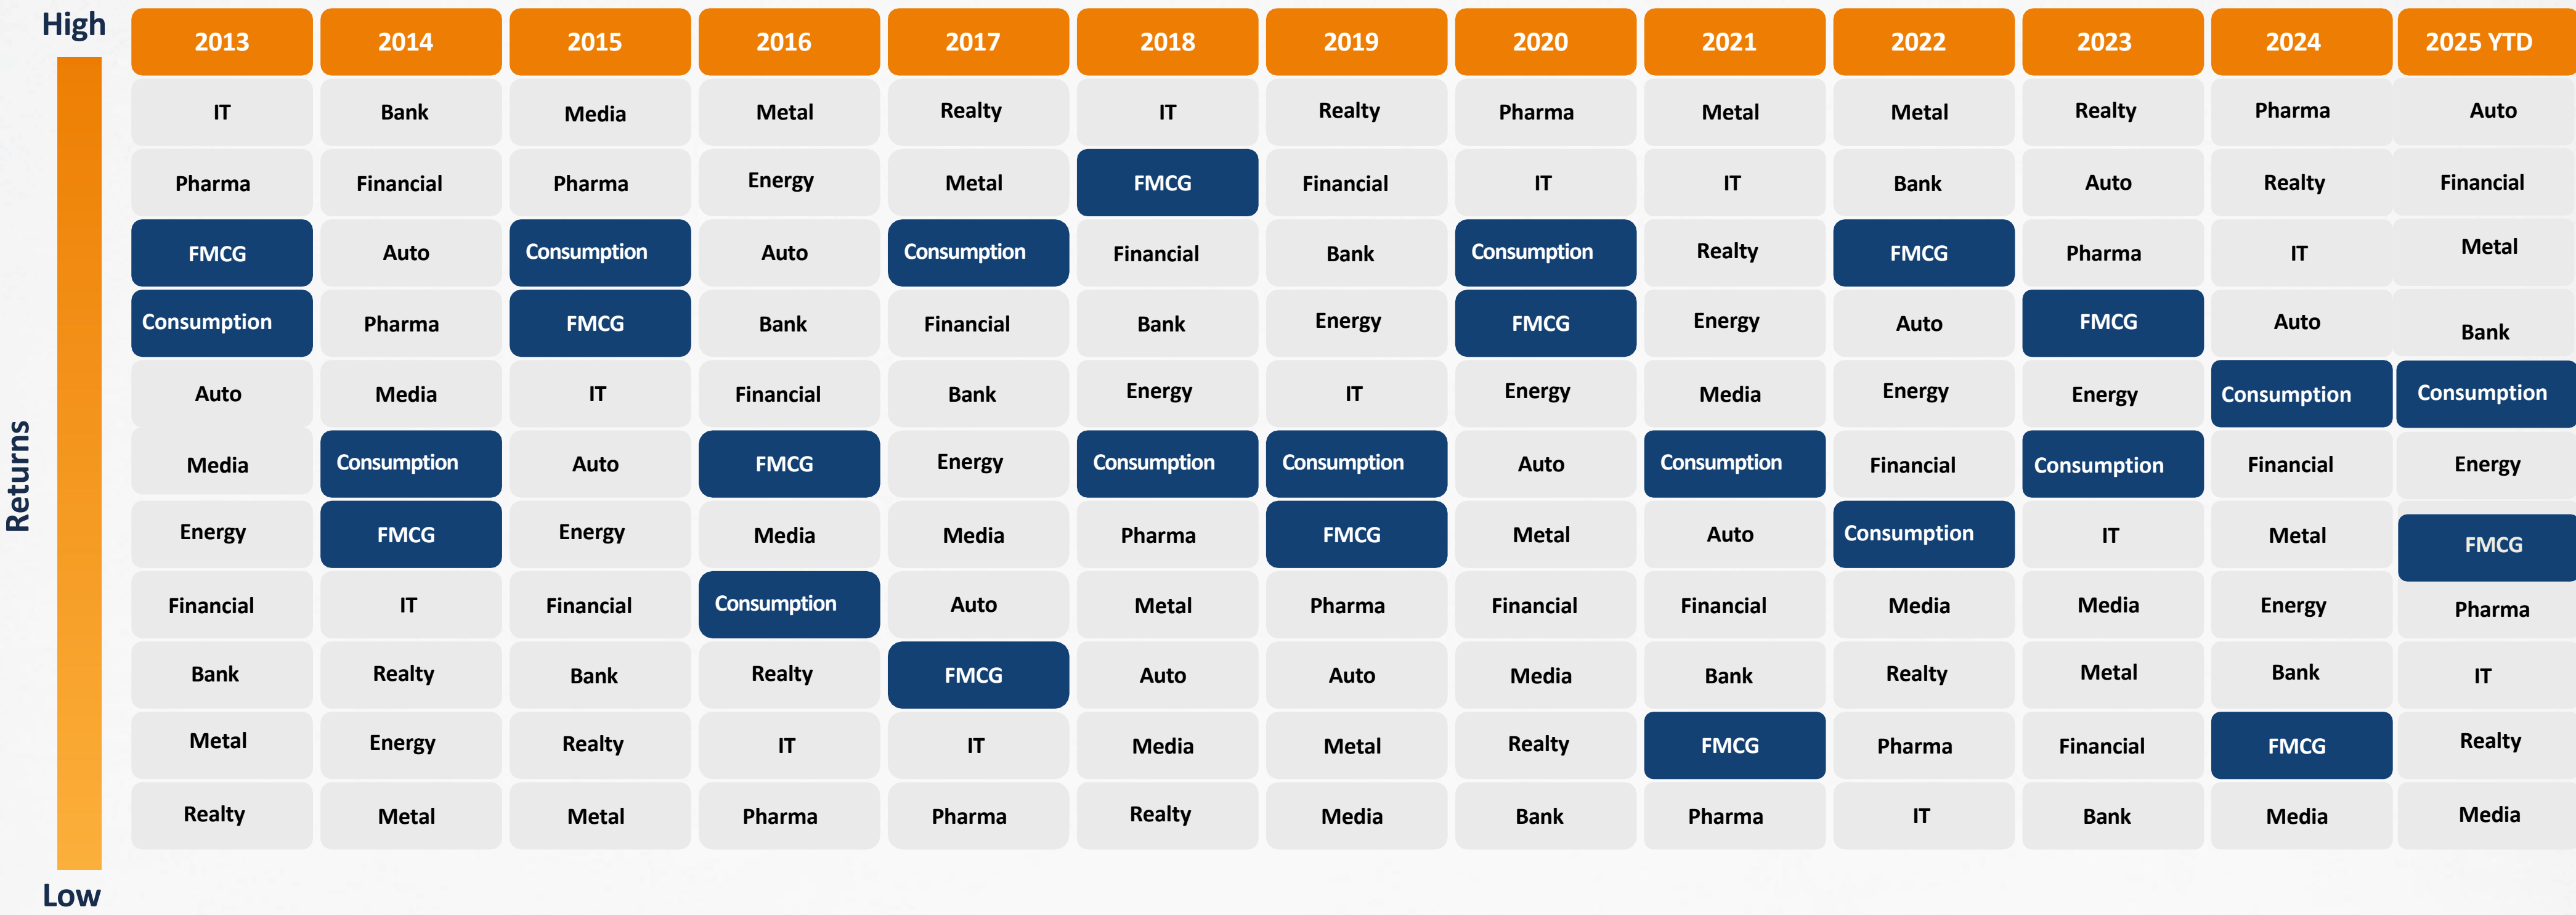 High
2013 2014 2015 2016 2017 2018 2019 2020 2021 2022 2023 2024 2025 YTD
IT Bank Media Metal Realty IT Realty Pharma Metal Metal Realty Pharma Auto
Pharma Financial Pharma Energy Metal FMCG Financial IT IT Bank Auto Realty Financial
FMCG Auto Consumption Auto Consumption Financial Bank Consumption Realty FMCG Pharma IT Metal
Consumption Pharma FMCG Bank Financial Bank Energy FMCG Energy Auto FMCG Auto Bank
Auto Media IT Financial Bank Energy IT Energy Media Energy Energy Consumption Consumption
Media Consumption Auto FMCG Energy Consumption Consumption Auto Consumption Financial Consumption Financial Energy
Returns
Energy FMCG Energy Media Media Pharma FMCG Metal Auto Consumption IT Metal FMCG
Financial IT Financial Consumption Auto Metal Pharma Financial Financial Media Media Energy Pharma
Bank Realty Bank Realty FMCG Auto Auto Media Bank Realty Metal Bank IT
Metal Energy Realty IT IT Media Metal Realty FMCG Pharma Financial FMCG Realty
Realty Metal Metal Pharma Pharma Realty Media Bank Pharma IT Bank Media Media
Low